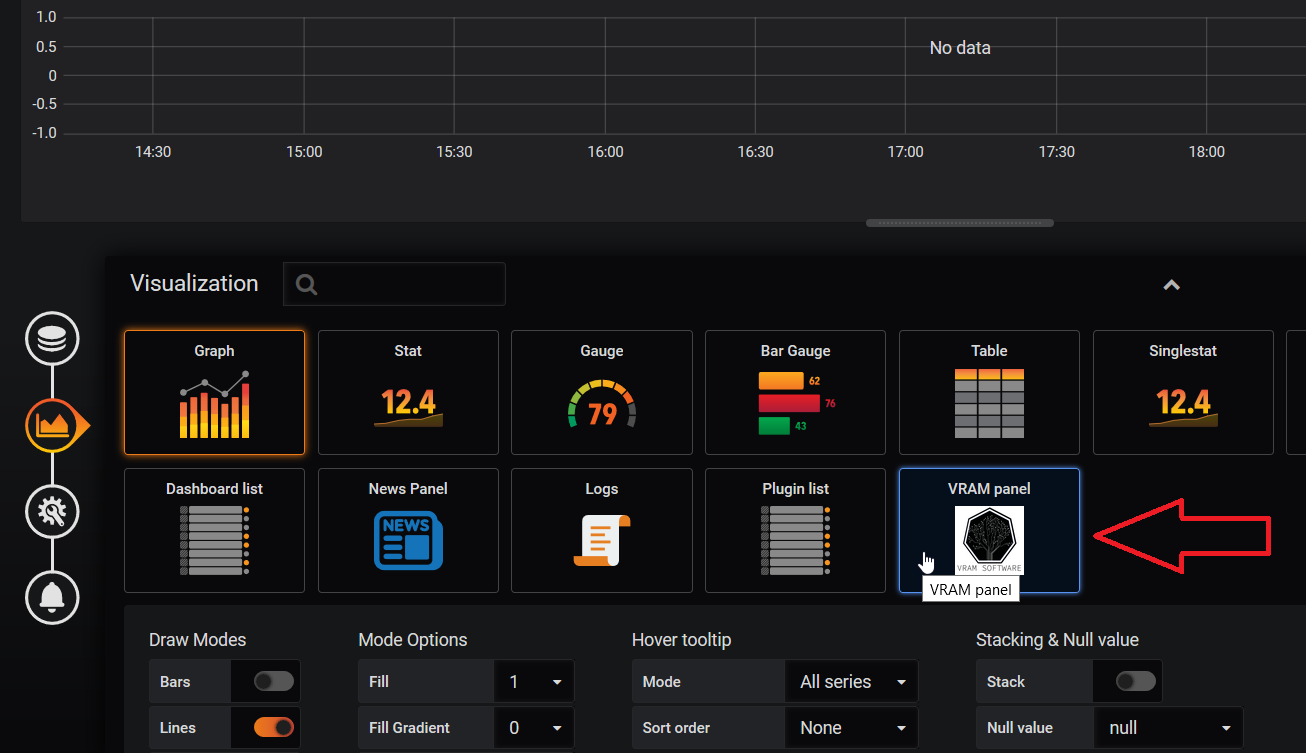 1.0
0.5
No data
0
-0.5
-1.0
14:30 15:00 15:30 16:00 16:30 17:00 17:30 18:00
Visualization
Graph Stat Gauge Bar Gauge Table Singlestat
12.4
79
62
76
43
12.4
Dashboard list News Panel Logs Plugin list VRAM panel
NEWS
VRAM SOFTWARE
VRAM panel
Draw Modes Mode Options Hover tooltip Stacking & Null value
Bars Fill 1 Mode All series Stack
Lines Fill Gradient 0 Sort order None Null value null